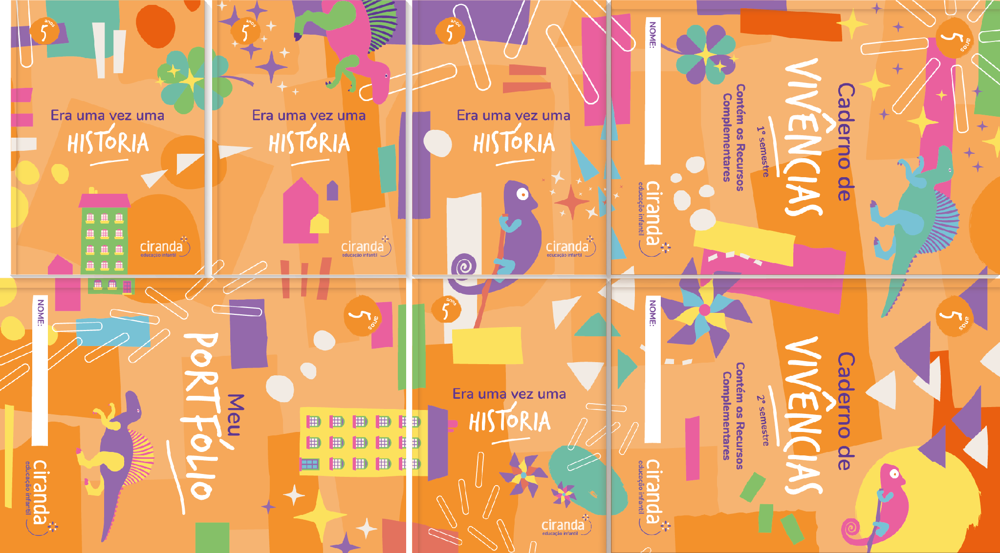 5 anos
Era uma vez uma
HISTÓRIA
ciranda
educação infantil
5 anos
Era uma vez uma
HISTÓRIA
ciranda
educação infantil
5 anos
Era uma vez uma
HISTÓRIA
ciranda
educação infantil
5 anos
Caderno de
VIVÊNCIAS
1º semestre
Contém os Recursos
Complementares
NOME:
ciranda
educação infantil
5 anos
Meu
PORTFÓLIO
NOME:
ciranda
educação infantil
5 anos
Era uma vez uma
HISTÓRIA
ciranda
educação infantil
5 anos
Caderno de
VIVÊNCIAS
2º semestre
Contém os Recursos
Complementares
NOME:
ciranda
educação infantil